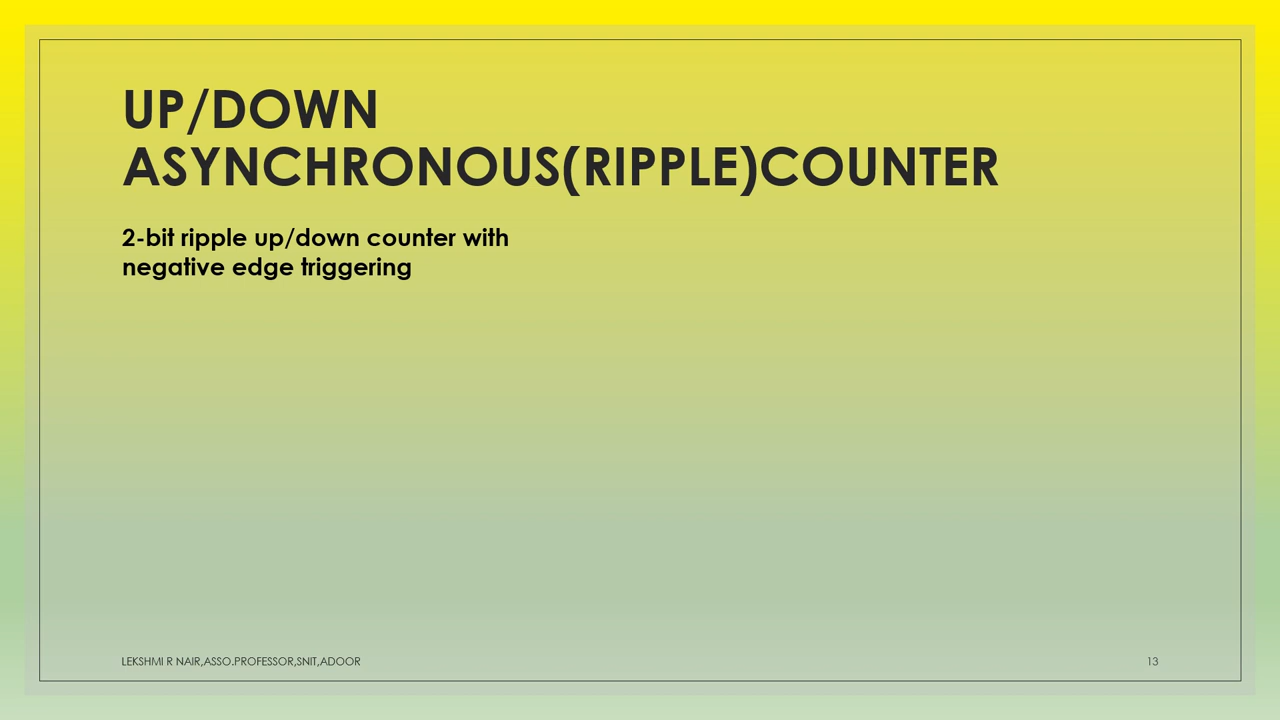 UP/DOWN
ASYNCHRONOUS(RIPPLE)COUNTER
2-bit ripple up/down counter with
negative edge triggering
LEKSHMI R NAIR,ASSO.PROFESSOR,SNIT,ADOOR
13